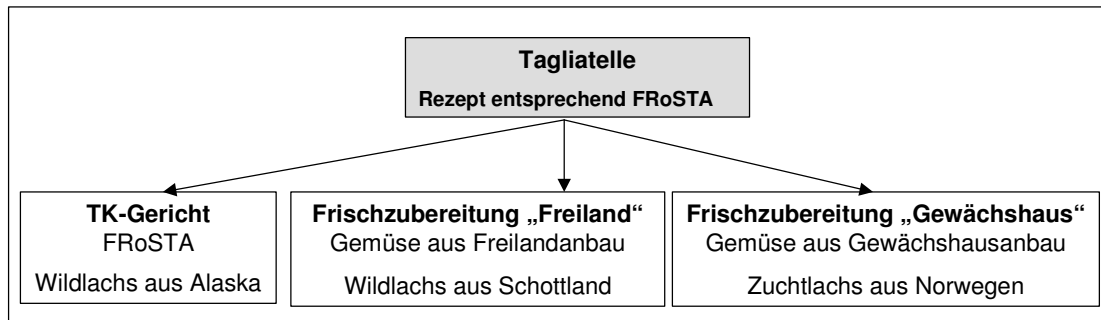 Tagliatelle
Rezept entsprechend FRoSTA
TK-Gericht
FRoSTA
Wildlachs aus Alaska
Frischzubereitung „Freiland“
Gemüse aus Freilandanbau
Wildlachs aus Schottland
Frischzubereitung „Gewächshaus“
Gemüse aus Gewächshausanbau
Zuchtlachs aus Norwegen